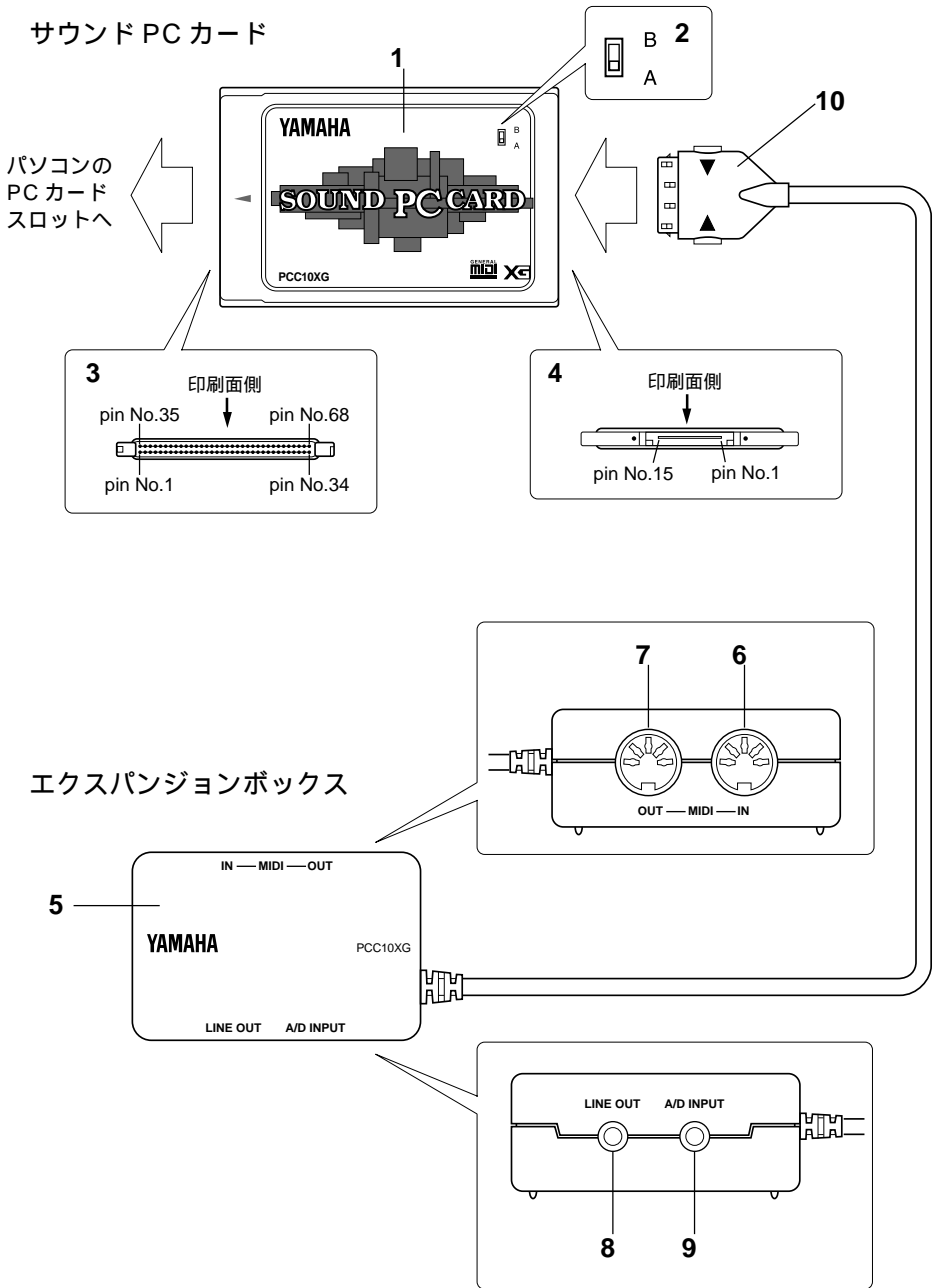 サウンド PC カード
1
B
2
A
10
YAMAHA
B
A
パソコンの
PC カード
スロットへ
SOUND PC CARD
PCC10XG
GENERAL
MIDI XG
3
印刷面側
pin No.35
pin No.68
pin No.1
pin No.34
4
印刷面側
pin No.15
pin No.1
7
6
OUT — MIDI — IN
エクスパンジョンボックス
IN — MIDI — OUT
5
YAMAHA
PCC10XG
LINE OUT
A/D INPUT
LINE OUT
A/D INPUT
8
9